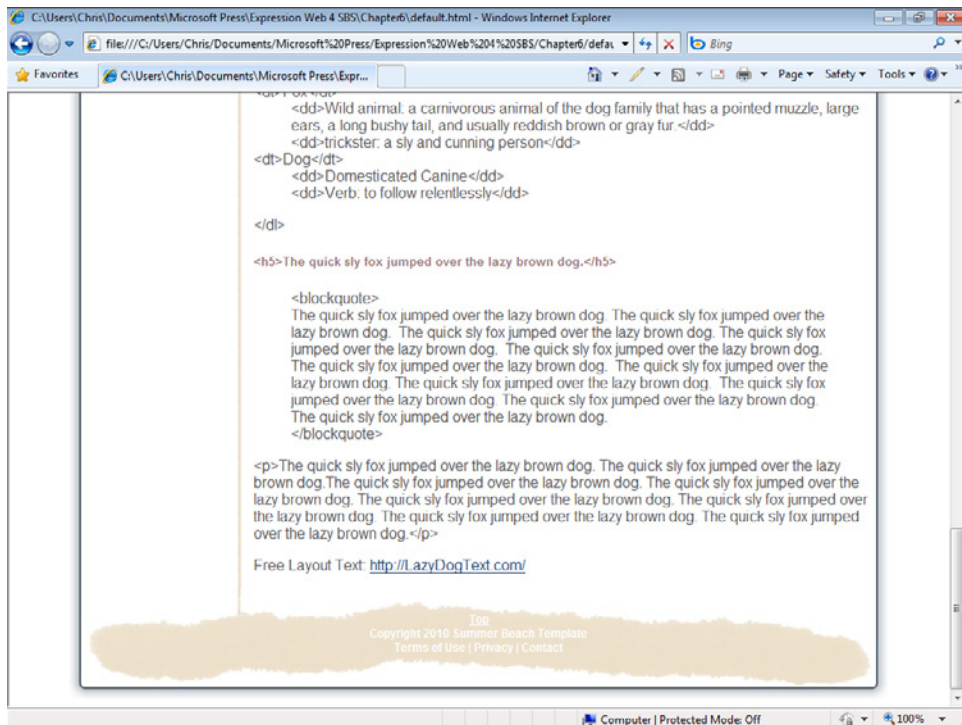 C:\Users\Chris\Documents\Microsoft Press\Expression Web 4 SBS\Chapter6\default.html - Windows Internet Explorer
file:///C:/Users/Chris/Documents/Microsoft%20Press/Expression%20Web%204%20SBS/Chapter6/defau
Bing
Favorites
C:\Users\Chris\Documents\Microsoft Press\Expr...
Page Safety Tools
<dt>Fox</dt>
<dd>Wild animal: a carnivorous animal of the dog family that has a pointed muzzle, large
ears, a long bushy tail, and usually reddish brown or gray fur.</dd>
<dd>trickster: a sly and cunning person</dd>
<dt>Dog</dt>
<dd>Domesticated Canine</dd>
<dd>Verb: to follow relentlessly</dd>
</dl>
<h5>The quick sly fox jumped over the lazy brown dog.</h5>
<blockquote>
The quick sly fox jumped over the lazy brown dog. The quick sly fox jumped over the
lazy brown dog. The quick sly fox jumped over the lazy brown dog. The quick sly fox
jumped over the lazy brown dog. The quick sly fox jumped over the lazy brown dog.
The quick sly fox jumped over the lazy brown dog. The quick sly fox jumped over the
lazy brown dog. The quick sly fox jumped over the lazy brown dog. The quick sly fox
jumped over the lazy brown dog. The quick sly fox jumped over the lazy brown dog.
The quick sly fox jumped over the lazy brown dog.
</blockquote>
<p>The quick sly fox jumped over the lazy brown dog. The quick sly fox jumped over the lazy
brown dog.The quick sly fox jumped over the lazy brown dog. The quick sly fox jumped over the
lazy brown dog. The quick sly fox jumped over the lazy brown dog. The quick sly fox jumped over
the lazy brown dog. The quick sly fox jumped over the lazy brown dog. The quick sly fox jumped
over the lazy brown dog.</p>
Free Layout Text: http://LazyDogText.com/
Top
Copyright 2010 Summer Beach Template
Terms of Use | Privacy | Contact
Computer | Protected Mode: Off
100%